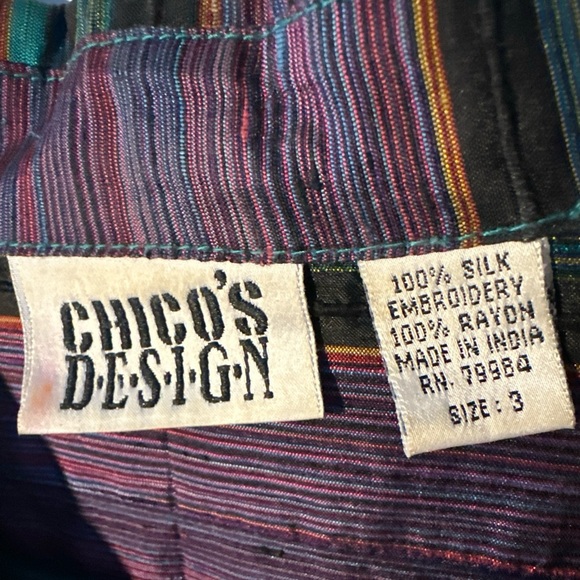 CHICO'S
D·E·S·I·G·N
100% SILK
EMBROIDERY
100% RAYON
MADE IN INDIA
RN. 79984
SIZE : 3